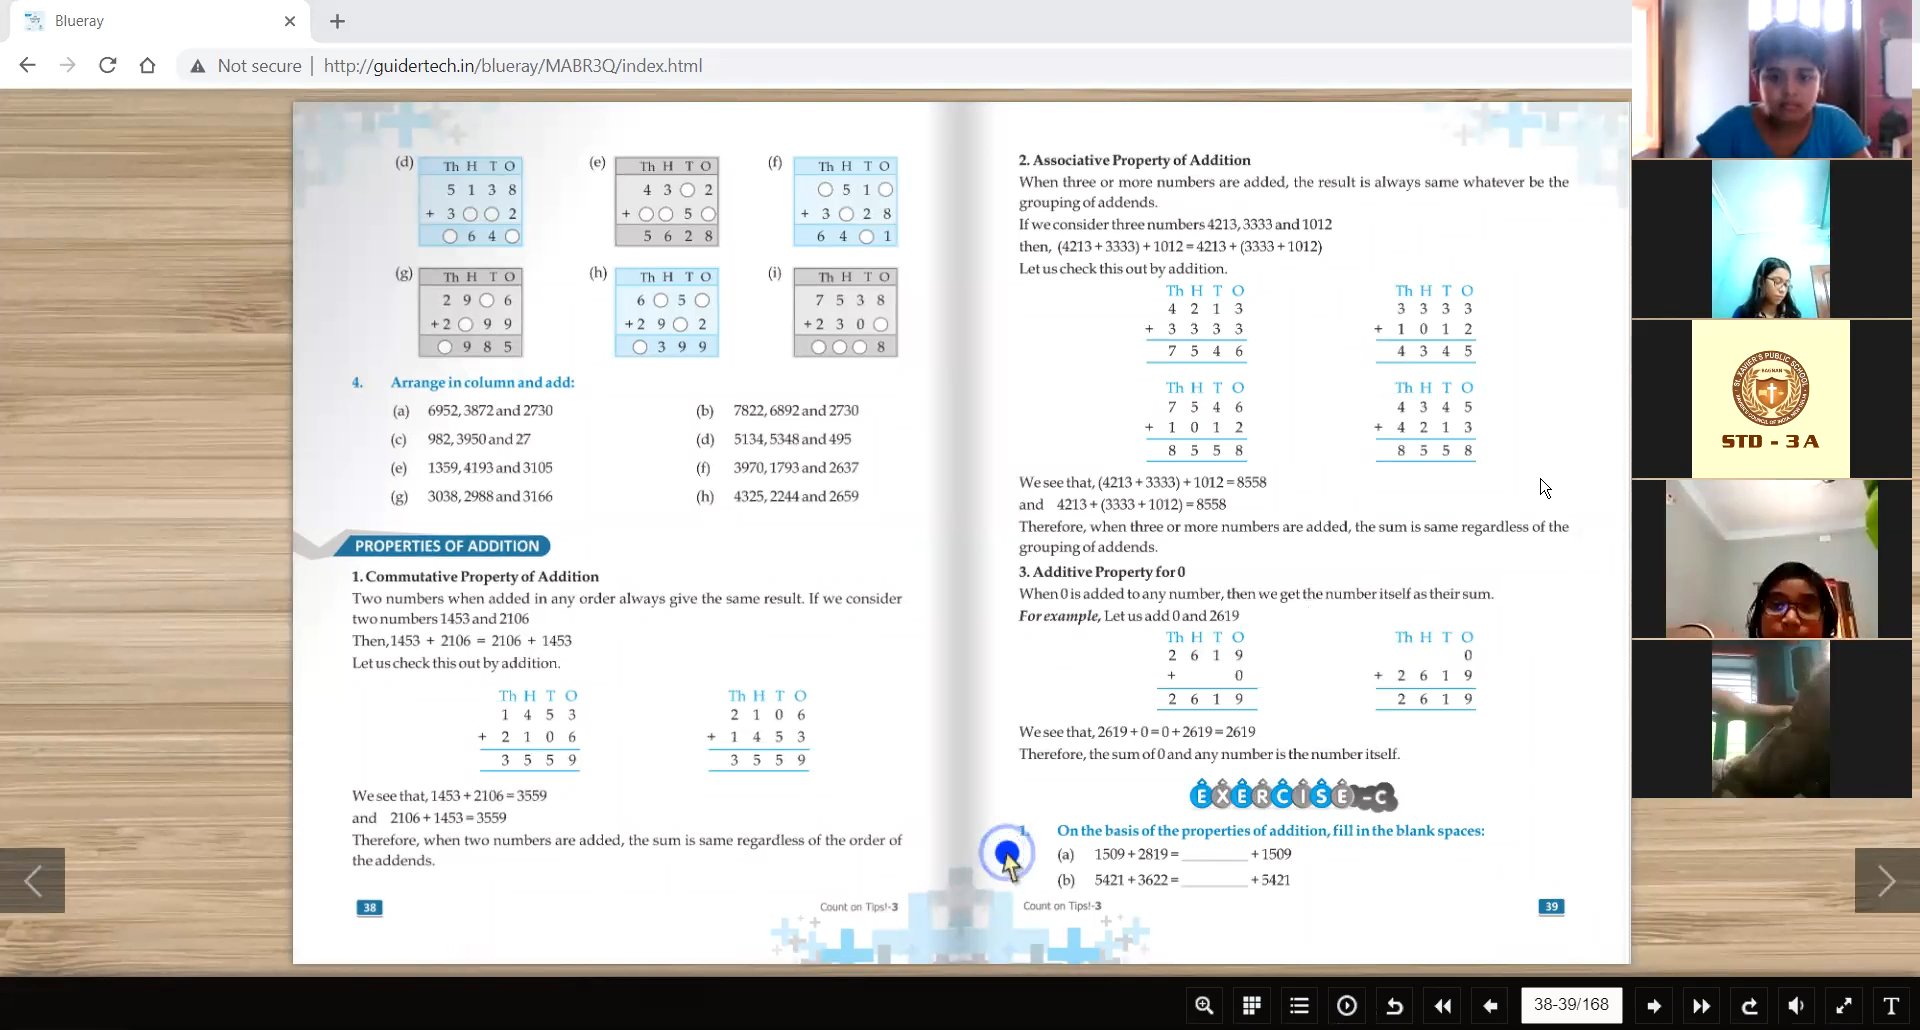 Blueray
Not secure | http://guidertech.in/blueray/MABR3Q/index.html
(d) Th H T O
5 1 3 8
+ 3 ○ ○ 2
○ 6 4 ○
(e) Th H T O
4 3 ○ 2
+ ○ ○ 5 ○
5 6 2 8
(f) Th H T O
○ 5 1 ○
+ 3 ○ 2 8
6 4 ○ 1
(g) Th H T O
2 9 ○ 6
+ 2 ○ 9 9
○ 9 8 5
(h) Th H T O
6 ○ 5 ○
+ 2 9 ○ 2
○ 3 9 9
(i) Th H T O
7 5 3 8
+ 2 3 0 ○
○ ○ ○ 8
4. Arrange in column and add:
(a) 6952, 3872 and 2730 (b) 7822, 6892 and 2730
(c) 982, 3950 and 27 (d) 5134, 5348 and 495
(e) 1359, 4193 and 3105 (f) 3970, 1793 and 2637
(g) 3038, 2988 and 3166 (h) 4325, 2244 and 2659
PROPERTIES OF ADDITION
1. Commutative Property of Addition
Two numbers when added in any order always give the same result. If we consider
two numbers 1453 and 2106
Then, 1453 + 2106 = 2106 + 1453
Let us check this out by addition.
Th H T O
1 4 5 3
+ 2 1 0 6
3 5 5 9
Th H T O
2 1 0 6
+ 1 4 5 3
3 5 5 9
We see that, 1453 + 2106 = 3559
and 2106 + 1453 = 3559
Therefore, when two numbers are added, the sum is same regardless of the order of
the addends.
38
Count on Tips!-3
2. Associative Property of Addition
When three or more numbers are added, the result is always same whatever be the
grouping of addends.
If we consider three numbers 4213, 3333 and 1012
then, (4213 + 3333) + 1012 = 4213 + (3333 + 1012)
Let us check this out by addition.
Th H T O
4 2 1 3
+ 3 3 3 3
7 5 4 6
Th H T O
3 3 3 3
+ 1 0 1 2
4 3 4 5
Th H T O
7 5 4 6
+ 1 0 1 2
8 5 5 8
Th H T O
4 3 4 5
+ 4 2 1 3
8 5 5 8
We see that, (4213 + 3333) + 1012 = 8558
and 4213 + (3333 + 1012) = 8558
Therefore, when three or more numbers are added, the sum is same regardless of the
grouping of addends.
3. Additive Property for 0
When 0 is added to any number, then we get the number itself as their sum.
For example, Let us add 0 and 2619
Th H T O
2 6 1 9
+ 0
2 6 1 9
Th H T O
0
+ 2 6 1 9
2 6 1 9
We see that, 2619 + 0 = 0 + 2619 = 2619
Therefore, the sum of 0 and any number is the number itself.
EXERCISE-C
1. On the basis of the properties of addition, fill in the blank spaces:
(a) 1509 + 2819 = ________ + 1509
(b) 5421 + 3622 = ________ + 5421
Count on Tips!-3
39
ST. XAVIER'S PUBLIC SCHOOL
BAGNAN
STD - 3 A
38-39/168
T